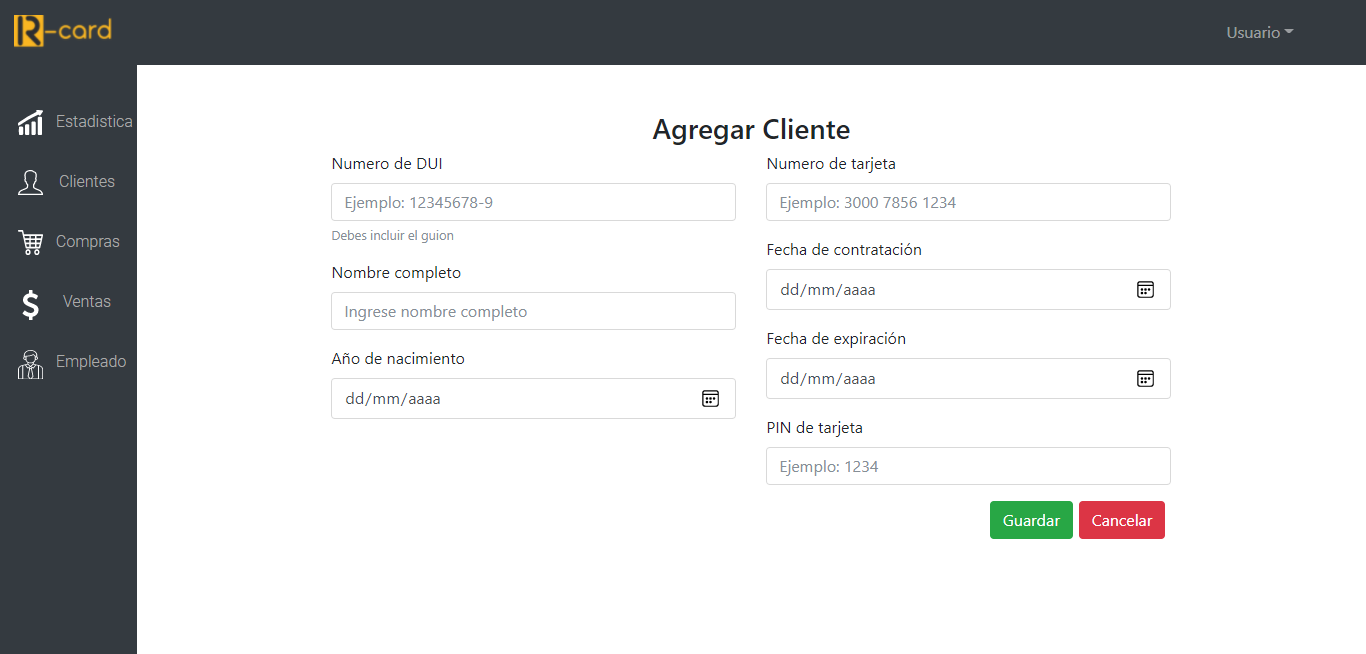 R-card
Usuario
Estadistica
Clientes
Compras
Ventas
Empleado
Agregar Cliente
Numero de DUI
Ejemplo: 12345678-9
Debes incluir el guion
Nombre completo
Ingrese nombre completo
Año de nacimiento
dd/mm/aaaa
Numero de tarjeta
Ejemplo: 3000 7856 1234
Fecha de contratación
dd/mm/aaaa
Fecha de expiración
dd/mm/aaaa
PIN de tarjeta
Ejemplo: 1234
Guardar Cancelar